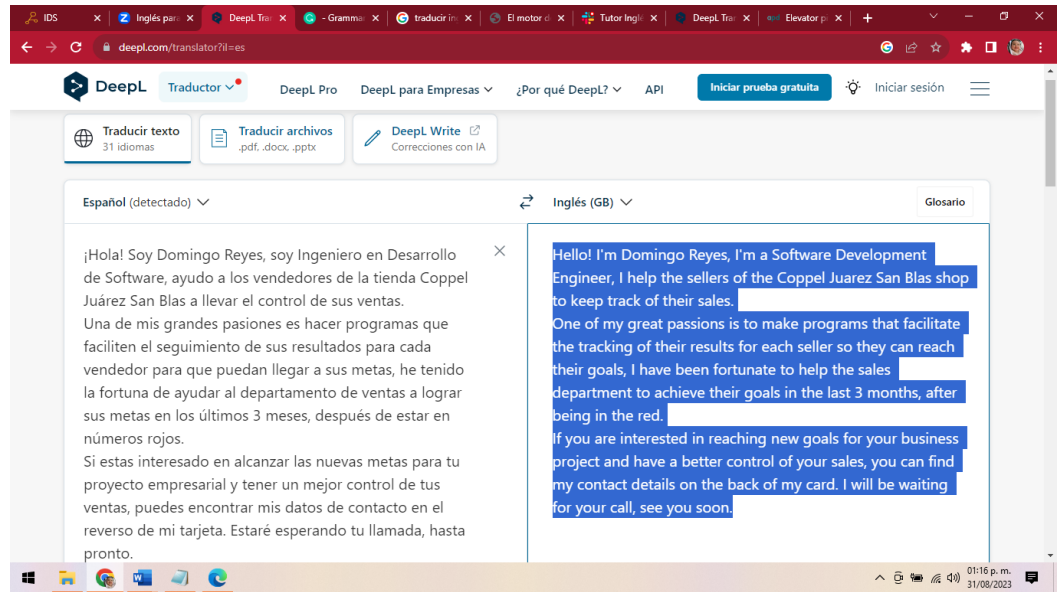 IDS
Inglés par
DeepL Tran
- Gramma
traducir in
El motor d
Tutor Ingl
DeepL Tra
Elevator p
deepl.com/translator?il=es
DeepL Traductor DeepL Pro DeepL para Empresas ¿Por qué DeepL? API Iniciar prueba gratuita Iniciar sesión
Traducir texto
31 idiomas
Traducir archivos
.pdf, .docx, .pptx
DeepL Write
Correcciones con IA
Español (detectado)
Inglés (GB)
Glosario
¡Hola! Soy Domingo Reyes, soy Ingeniero en Desarrollo
de Software, ayudo a los vendedores de la tienda Coppel
Juárez San Blas a llevar el control de sus ventas.
Una de mis grandes pasiones es hacer programas que
faciliten el seguimiento de sus resultados para cada
vendedor para que puedan llegar a sus metas, he tenido
la fortuna de ayudar al departamento de ventas a lograr
sus metas en los últimos 3 meses, después de estar en
números rojos.
Si estas interesado en alcanzar las nuevas metas para tu
proyecto empresarial y tener un mejor control de tus
ventas, puedes encontrar mis datos de contacto en el
reverso de mi tarjeta. Estaré esperando tu llamada, hasta
pronto.
Hello! I'm Domingo Reyes, I'm a Software Development
Engineer, I help the sellers of the Coppel Juarez San Blas shop
to keep track of their sales.
One of my great passions is to make programs that facilitate
the tracking of their results for each seller so they can reach
their goals, I have been fortunate to help the sales
department to achieve their goals in the last 3 months, after
being in the red.
If you are interested in reaching new goals for your business
project and have a better control of your sales, you can find
my contact details on the back of my card. I will be waiting
for your call, see you soon.
01:16 p. m.
31/08/2023